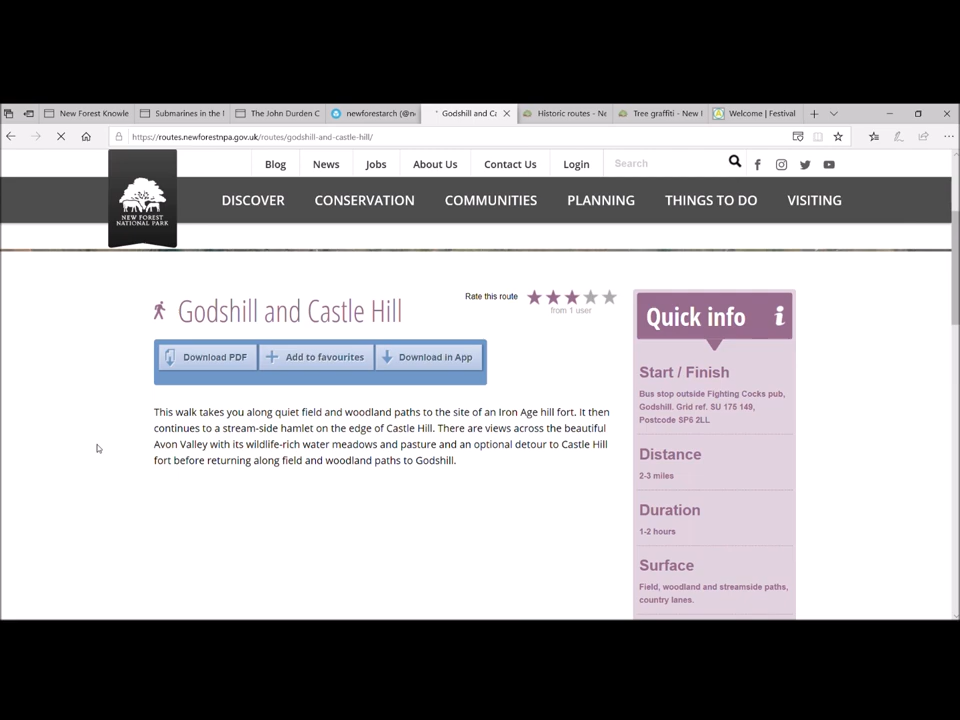 New Forest Knowle
Submarines in the I
The John Durden C
newforestarch (@n
Godshill and Ca
Historic routes - Ne
Tree graffiti - New I
Welcome | Festival
https://routes.newforestnpa.gov.uk/routes/godshill-and-castle-hill/
Blog
News
Jobs
About Us
Contact Us
Login
Search
NEW FOREST
NATIONAL PARK
DISCOVER
CONSERVATION
COMMUNITIES
PLANNING
THINGS TO DO
VISITING
Godshill and Castle Hill
Rate this route
from 1 user
Download PDF
Add to favourites
Download in App
This walk takes you along quiet field and woodland paths to the site of an Iron Age hill fort. It then
continues to a stream-side hamlet on the edge of Castle Hill. There are views across the beautiful
Avon Valley with its wildlife-rich water meadows and pasture and an optional detour to Castle Hill
fort before returning along field and woodland paths to Godshill.
Quick info
Start / Finish
Bus stop outside Fighting Cocks pub,
Godshill. Grid ref. SU 175 149,
Postcode SP6 2LL
Distance
2-3 miles
Duration
1-2 hours
Surface
Field, woodland and streamside paths,
country lanes.